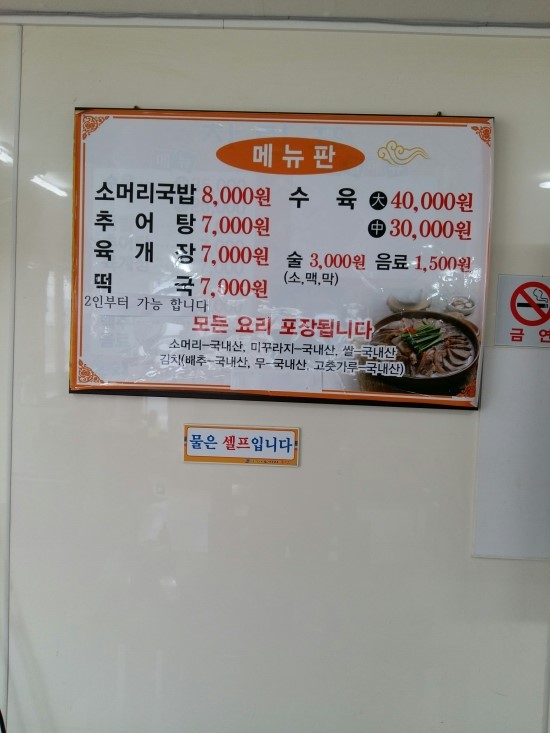 메뉴판
소머리국밥 8,000원
추어탕 7,000원
육개장 7,000원
떡국 7,000원
2인부터 가능 합니다
수육 大 40,000원
中 30,000원
술 3,000원 음료 1,500원
(소,맥,막)
모든 요리 포장됩니다
소머리-국내산, 미꾸라지-국내산, 쌀-국내산
김치(배추-국내산, 무-국내산, 고춧가루-국내산)
물은 셀프입니다
금 연